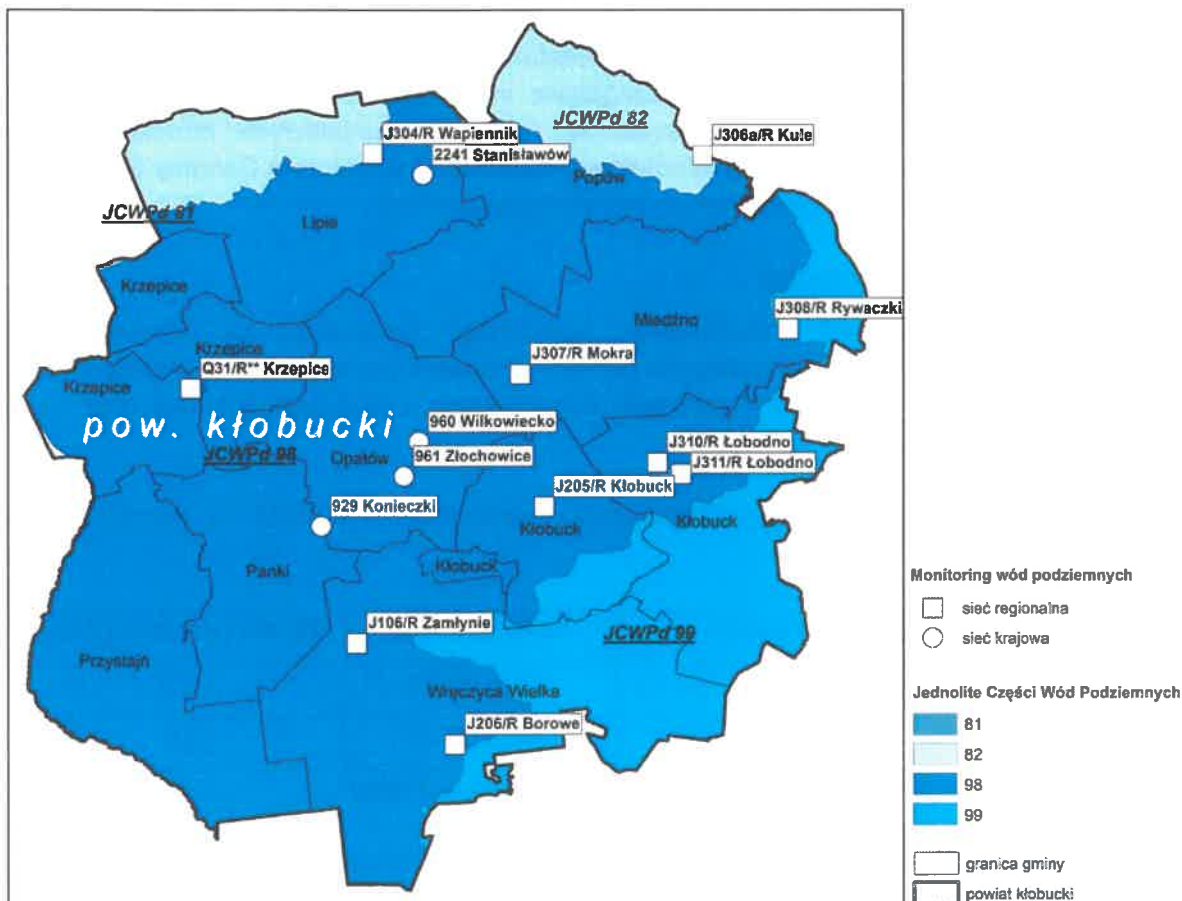 JCWPd 82
J304/R Wapiennik
J306a/R Kule
2241 Stanisławów
Popów
JCWPd 81
Lipie
Krzepice
J308/R Rywaczki
Miedźno
Krzepice
J307/R Mokra
Q31/R** Krzepice
Krzepice
pow. kłobucki
960 Wilkowiecko
J310/R Łobodno
JCWPd 98
Opatów
961 Złochowice
J311/R Łobodno
J205/R Kłobuck
929 Konieczki
Kłobuck
Kłobuck
Panki
Kłobuck
J106/R Zamłynie
JCWPd 99
Przystajń
Wręczyca Wielka
J206/R Borowe
Monitoring wód podziemnych
sieć regionalna
sieć krajowa
Jednolite Części Wód Podziemnych
81
82
98
99
granica gminy
powiat kłobucki